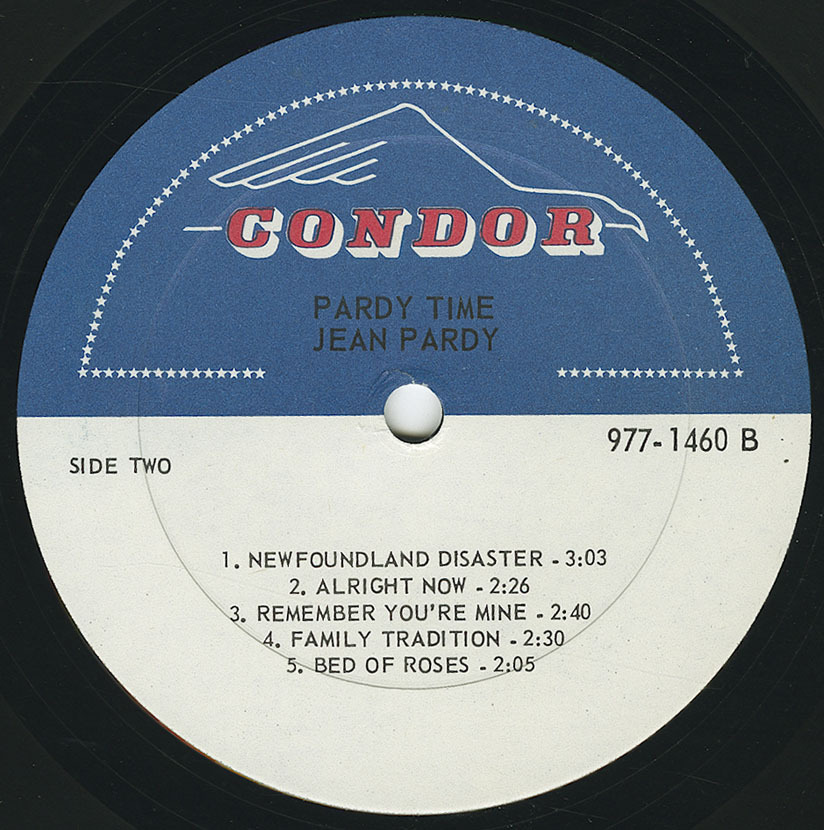 CONDOR
PARDY TIME
JEAN PARDY
977-1460 B
SIDE TWO
1. NEWFOUNDLAND DISASTER - 3:03
2. ALRIGHT NOW - 2:26
3. REMEMBER YOU'RE MINE - 2:40
4. FAMILY TRADITION - 2:30
5. BED OF ROSES - 2:05